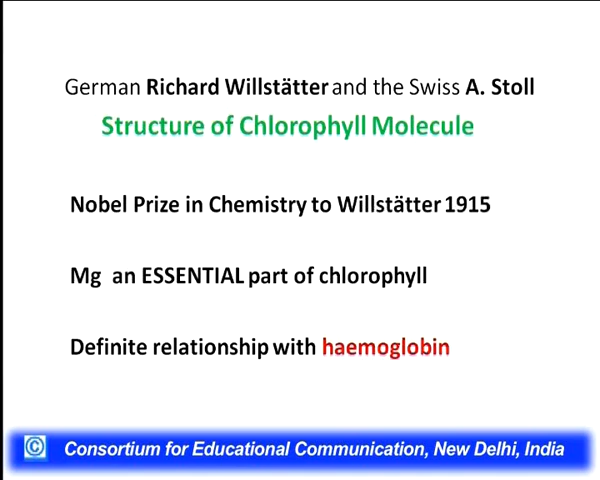 German Richard Willstätter and the Swiss A. Stoll
Structure of Chlorophyll Molecule
Nobel Prize in Chemistry to Willstätter 1915
Mg an ESSENTIAL part of chlorophyll
Definite relationship with haemoglobin
© Consortium for Educational Communication, New Delhi, India